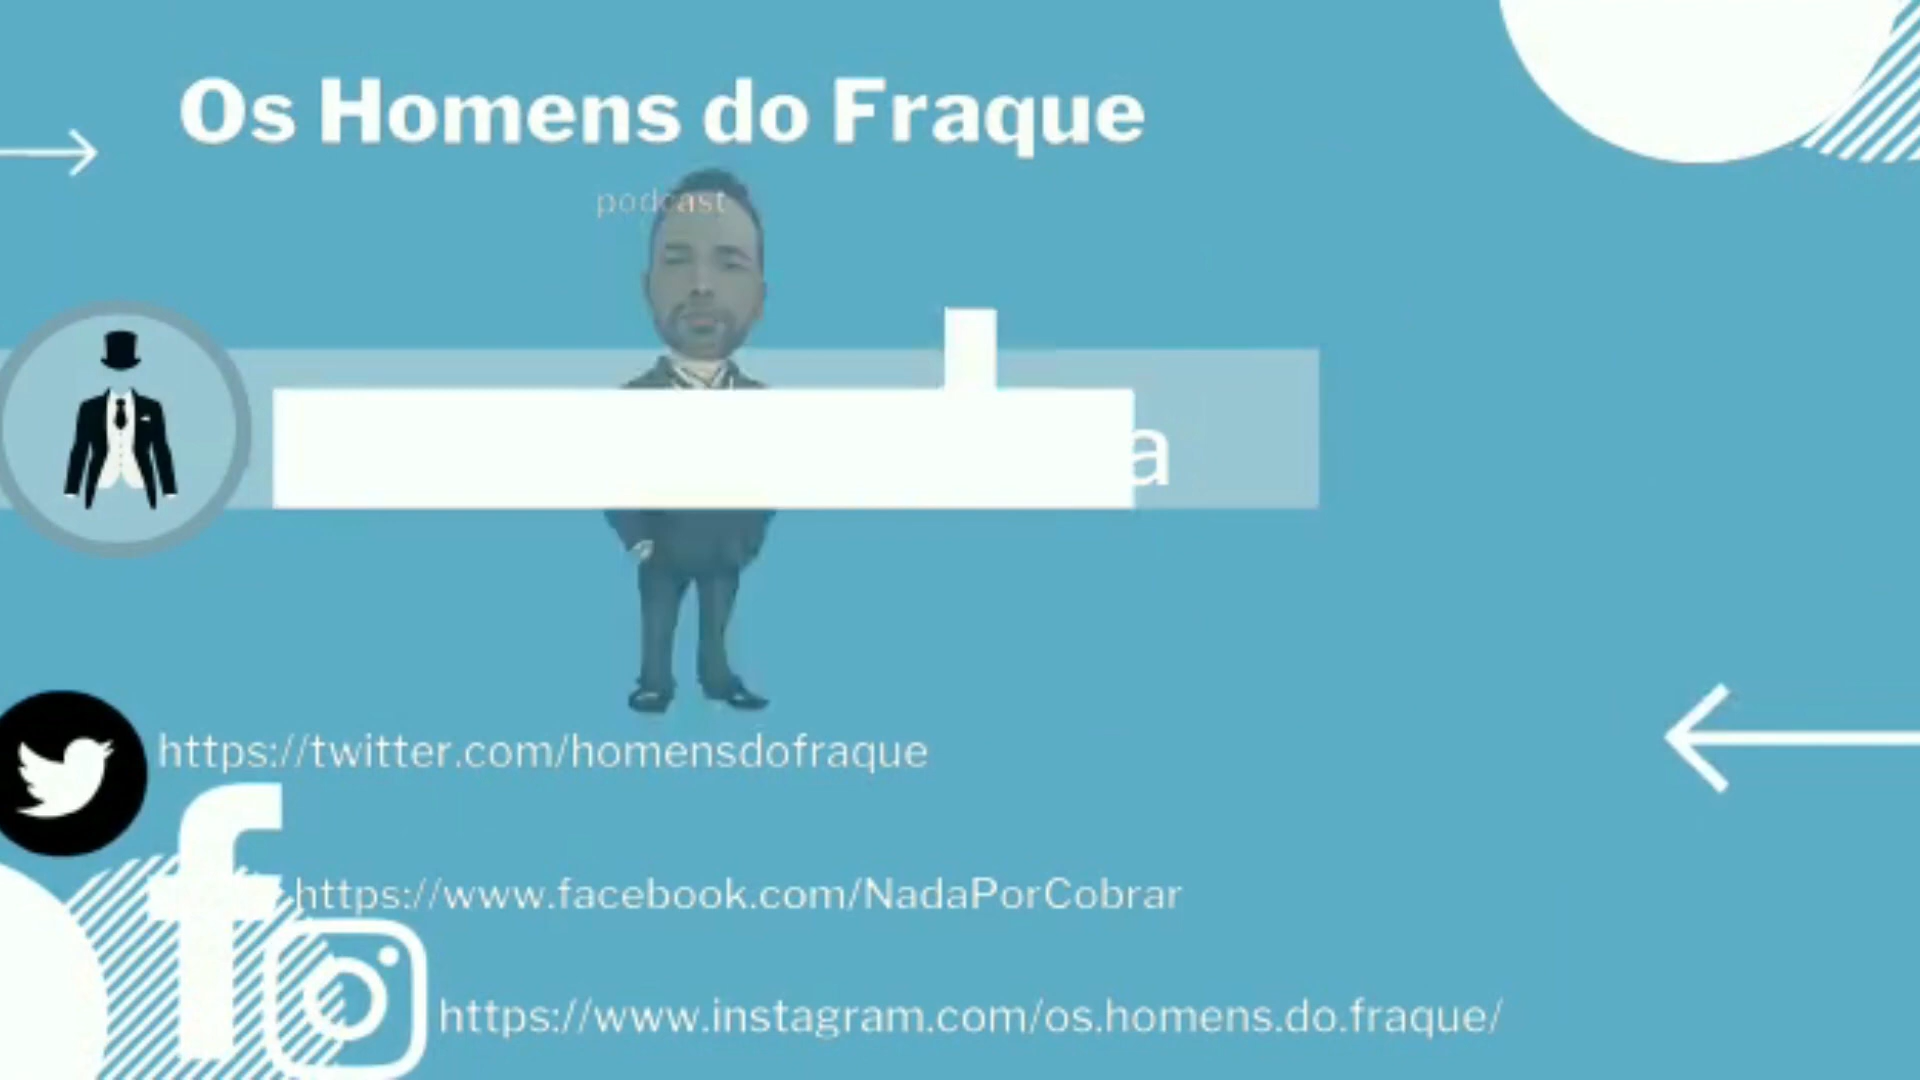 Os Homens do Fraque
podcast
a
https://twitter.com/homensdofraque
https://www.facebook.com/NadaPorCobrar
https://www.instagram.com/os.homens.do.fraque/